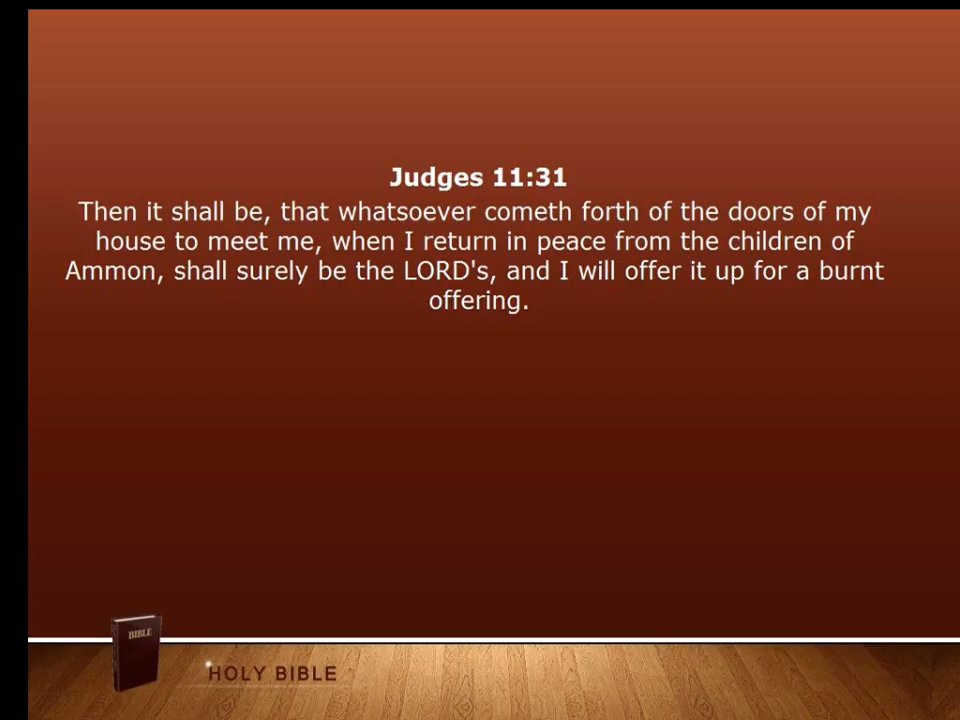 Judges 11:31
Then it shall be, that whatsoever cometh forth of the doors of my
house to meet me, when I return in peace from the children of
Ammon, shall surely be the LORD's, and I will offer it up for a burnt
offering.
BIBLE
HOLY BIBLE